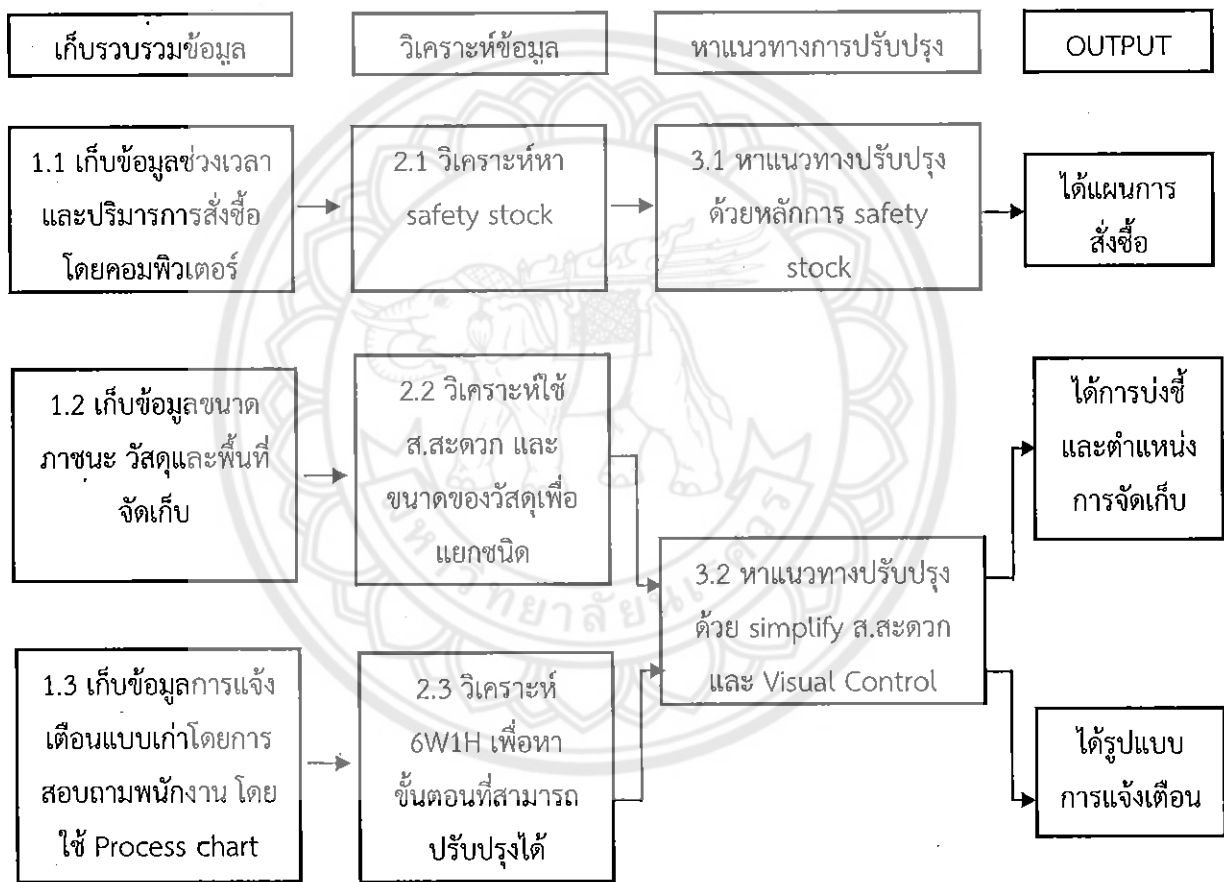 เก็บรวบรวมข้อมูล
วิเคราะห์ข้อมูล
หาแนวทางการปรับปรุง
OUTPUT
1.1 เก็บข้อมูลช่วงเวลา
และปริมารการสั่งซื้อ
โดยคอมพิวเตอร์
2.1 วิเคราะห์หา
safety stock
3.1 หาแนวทางปรับปรุง
ด้วยหลักการ safety
stock
ได้แผนการ
สั่งซื้อ
1.2 เก็บข้อมูลขนาด
ภาชนะ วัสดุและพื้นที่
จัดเก็บ
2.2 วิเคราะห์ใช้
ส.สะดวก และ
ขนาดของวัสดุเพื่อ
แยกชนิด
ได้การบ่งชี้
และตำแหน่ง
การจัดเก็บ
1.3 เก็บข้อมูลการแจ้ง
เตือนแบบเก่าโดยการ
สอบถามพนักงาน โดย
ใช้ Process chart
2.3 วิเคราะห์
6W1H เพื่อหา
ขั้นตอนที่สามารถ
ปรับปรุงได้
3.2 หาแนวทางปรับปรุง
ด้วย simplify ส.สะดวก
และ Visual Control
ได้รูปแบบ
การแจ้งเตือน
มหาวิทยาลัยนเรศวร